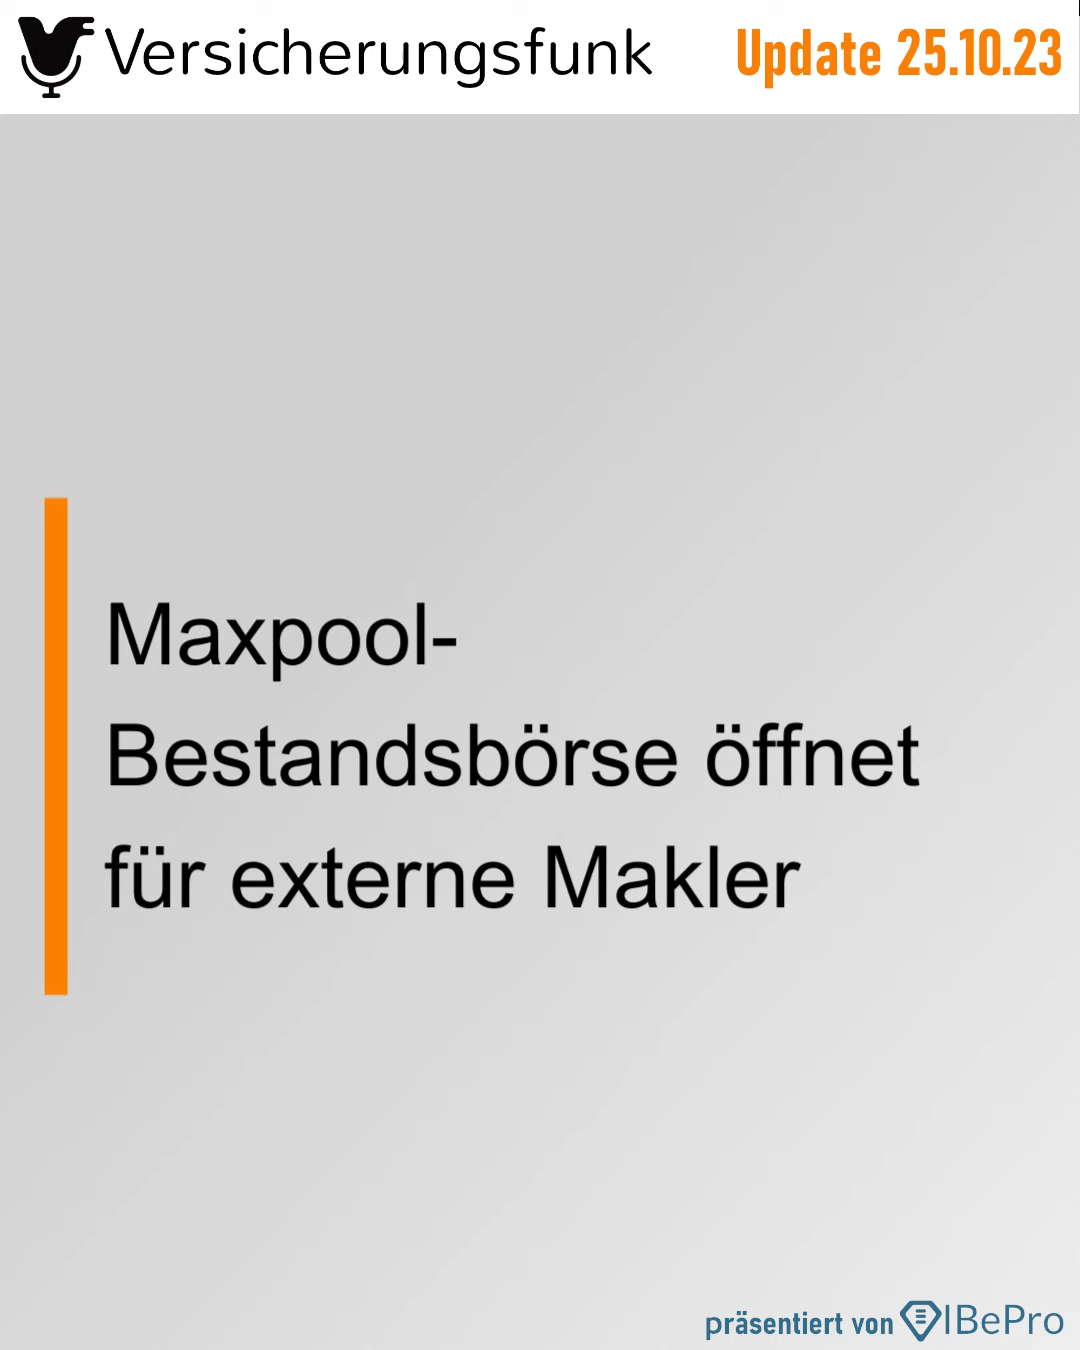 Versicherungsfunk Update 25.10.23
Maxpool-
Bestandsbörse öffnet
für externe Makler
präsentiert von IBePro